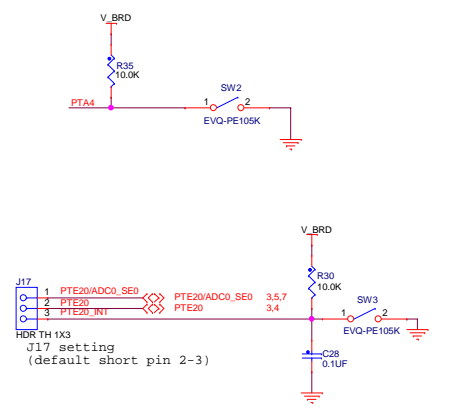 V_BRD
R35
10.0K
SW2
PTA4
1 2
EVQ-PE105K
V_BRD
R30
10.0K
J17
SW3
1 PTE20/ADC0_SE0 PTE20/ADC0_SE0 3,5,7
2 PTE20 PTE20 3,4
3 PTE20_INT
1 2
EVQ-PE105K
HDR TH 1X3
J17 setting
(default short pin 2-3)
C28
0.1UF